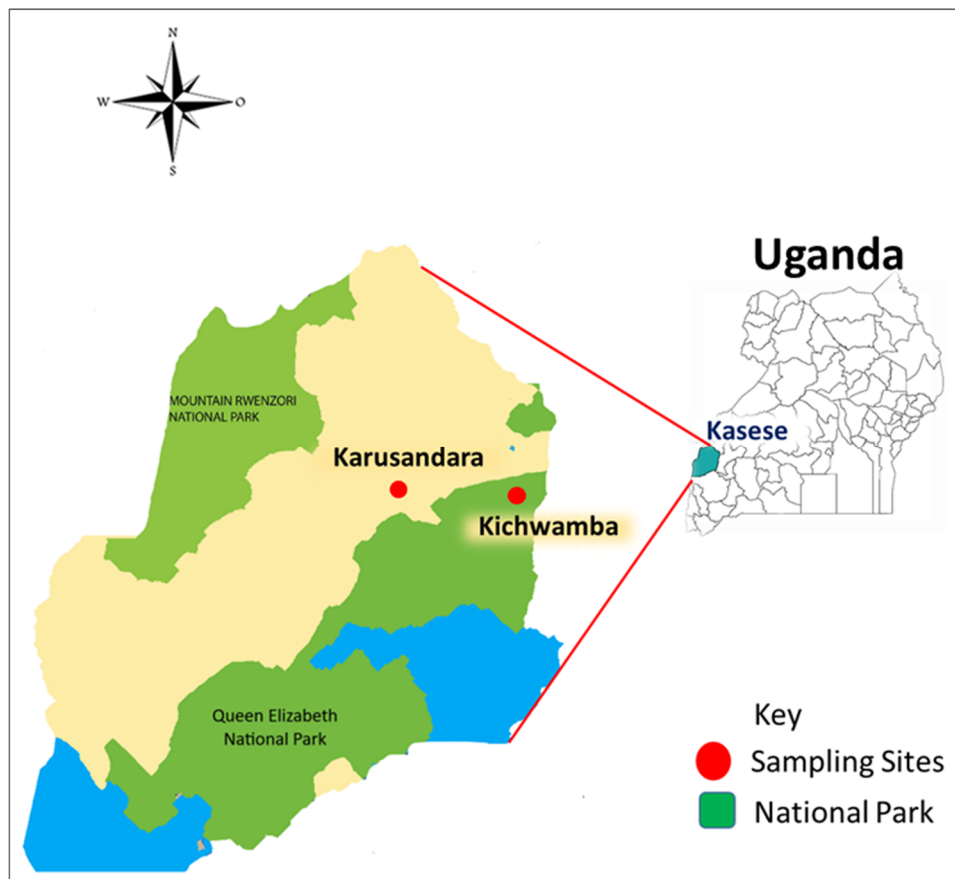 N
W
O
S
Uganda
MOUNTAIN RWENZORI
NATIONAL PARK
Kasese
Karusandara
Kichwamba
Queen Elizabeth
National Park
Key
Sampling Sites
National Park